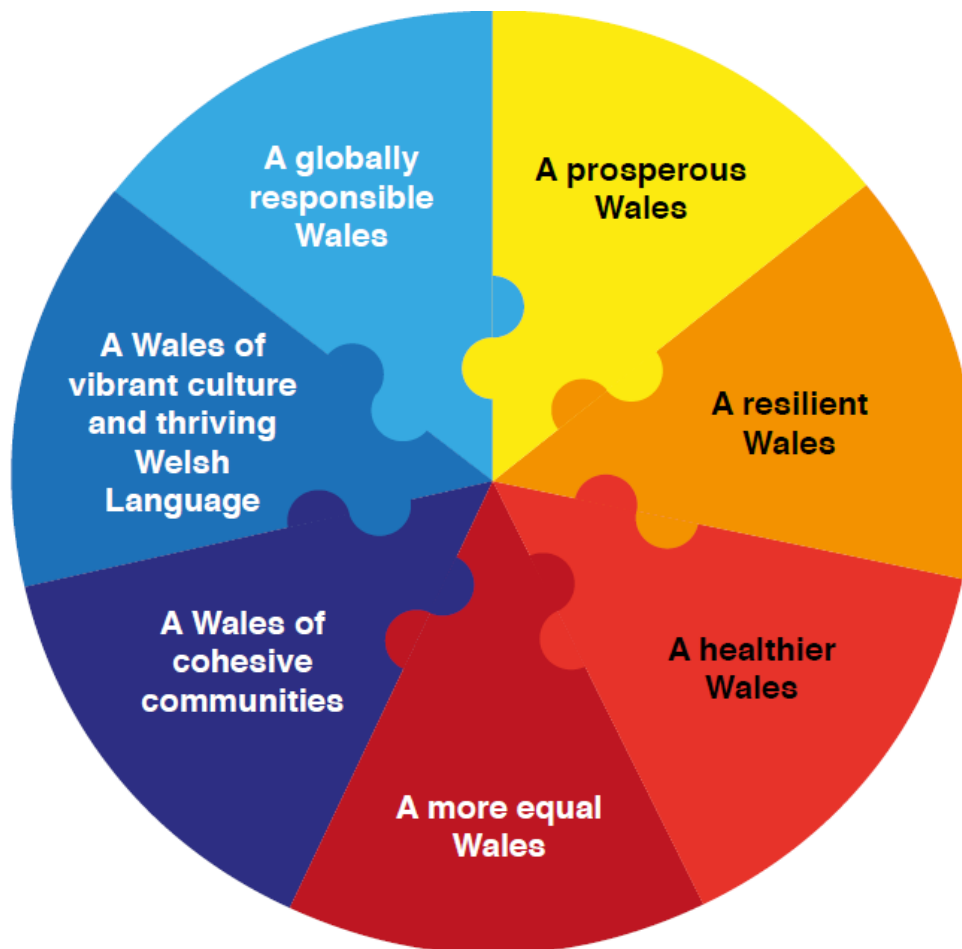 A prosperous
Wales
A resilient
Wales
A healthier
Wales
A more equal
Wales
A Wales of
cohesive
communities
A Wales of
vibrant culture
and thriving
Welsh
Language
A globally
responsible
Wales